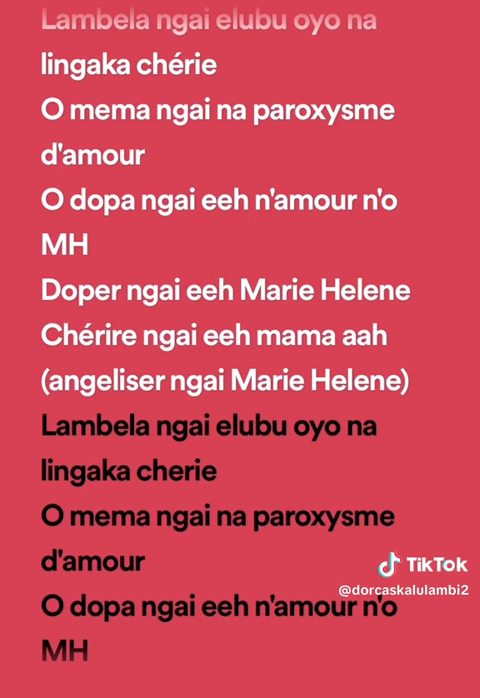 Lambela ngai elubu oyo na
lingaka chérie
O mema ngai na paroxysme
d'amour
O dopa ngai eeh n'amour n'o
MH
Doper ngai eeh Marie Helene
Chérire ngai eeh mama aah
(angeliser ngai Marie Helene)
Lambela ngai elubu oyo na
lingaka cherie
O mema ngai na paroxysme
d'amour
TikTok
@dorcaskalulambi2
O dopa ngai eeh n'amour n'o
MH